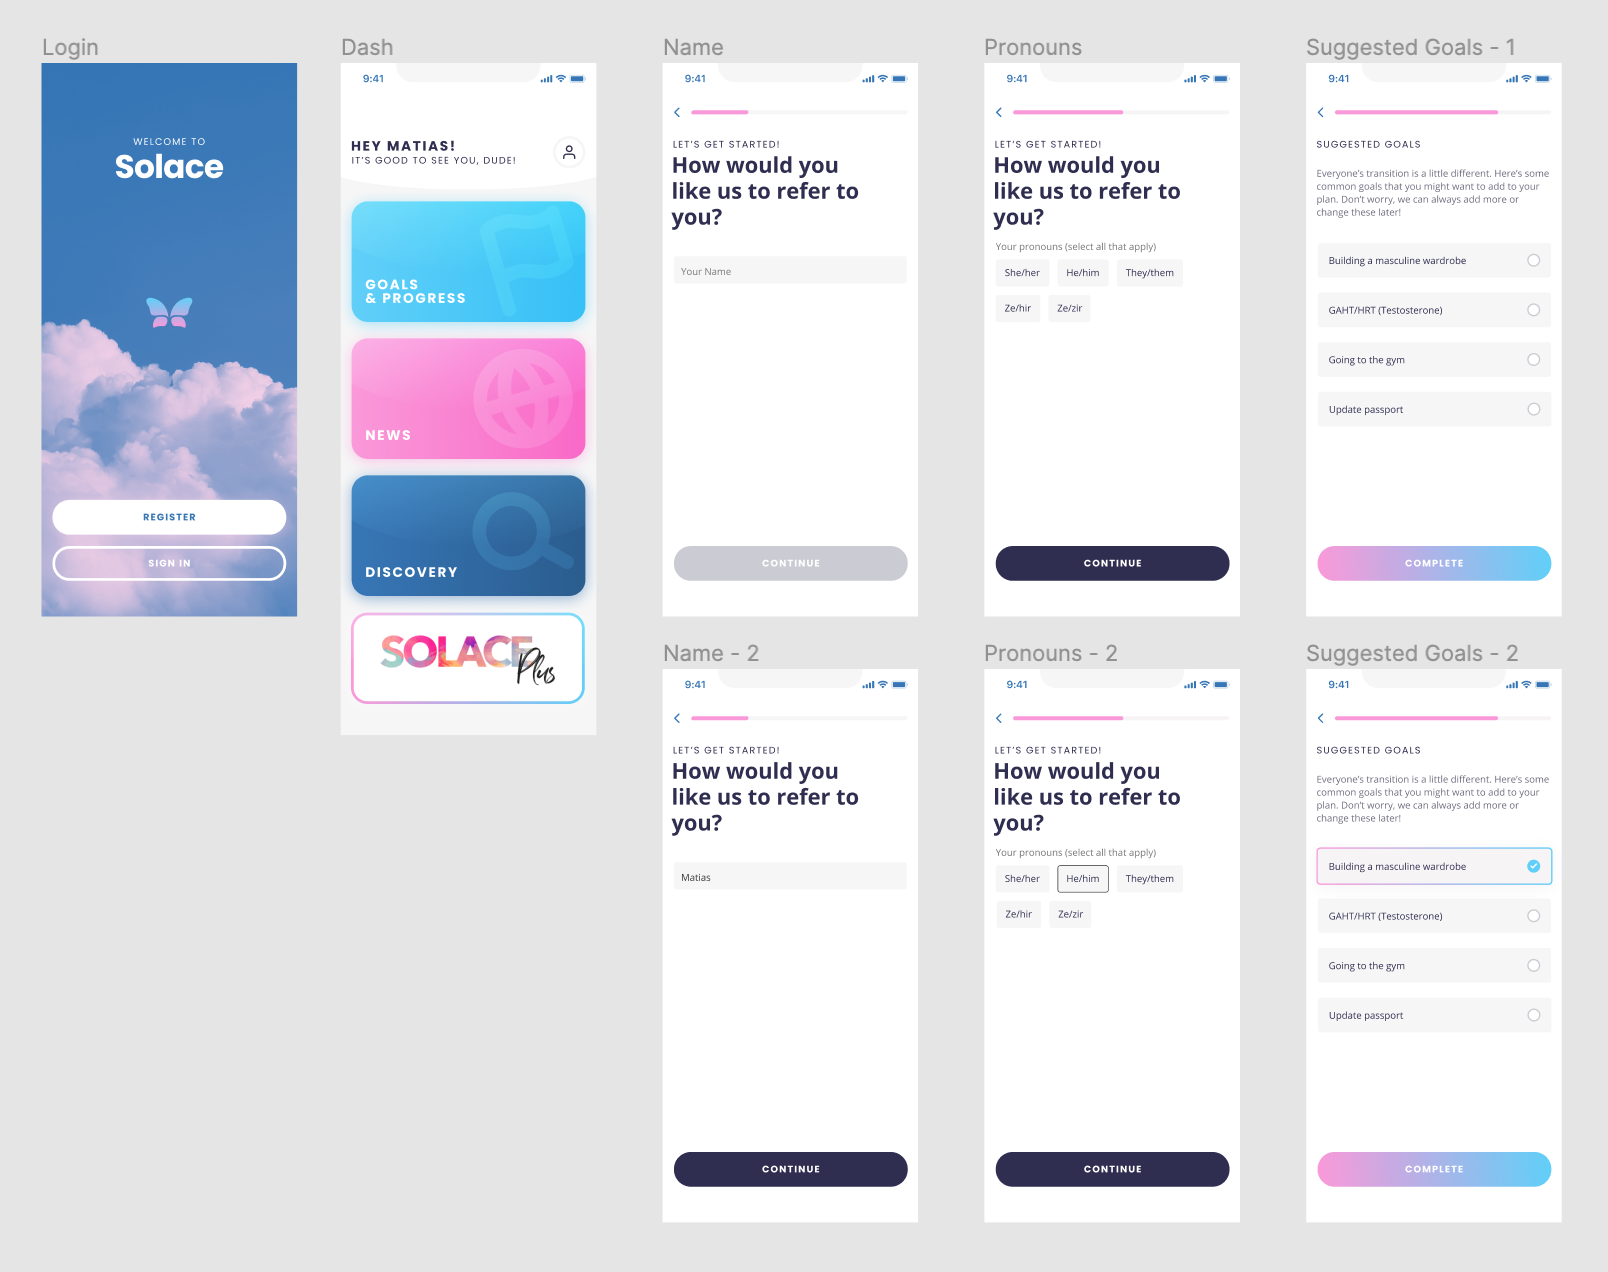 Login
WELCOME TO
Solace
REGISTER
SIGN IN
Dash
9:41
HEY MATIAS!
IT'S GOOD TO SEE YOU, DUDE!
GOALS
& PROGRESS
NEWS
DISCOVERY
SOLACE
Plus
Name
9:41
LET'S GET STARTED!
How would you
like us to refer to
you?
Your Name
CONTINUE
Pronouns
9:41
LET'S GET STARTED!
How would you
like us to refer to
you?
Your pronouns (select all that apply)
She/her He/him They/them
Ze/hir Ze/zir
CONTINUE
Suggested Goals - 1
9:41
SUGGESTED GOALS
Everyone's transition is a little different. Here's some
common goals that you might want to add to your
plan. Don't worry, we can always add more or
change these later!
Building a masculine wardrobe
GAHT/HRT (Testosterone)
Going to the gym
Update passport
COMPLETE
Name - 2
9:41
LET'S GET STARTED!
How would you
like us to refer to
you?
Matias
CONTINUE
Pronouns - 2
9:41
LET'S GET STARTED!
How would you
like us to refer to
you?
Your pronouns (select all that apply)
She/her He/him They/them
Ze/hir Ze/zir
CONTINUE
Suggested Goals - 2
9:41
SUGGESTED GOALS
Everyone's transition is a little different. Here's some
common goals that you might want to add to your
plan. Don't worry, we can always add more or
change these later!
Building a masculine wardrobe
GAHT/HRT (Testosterone)
Going to the gym
Update passport
COMPLETE